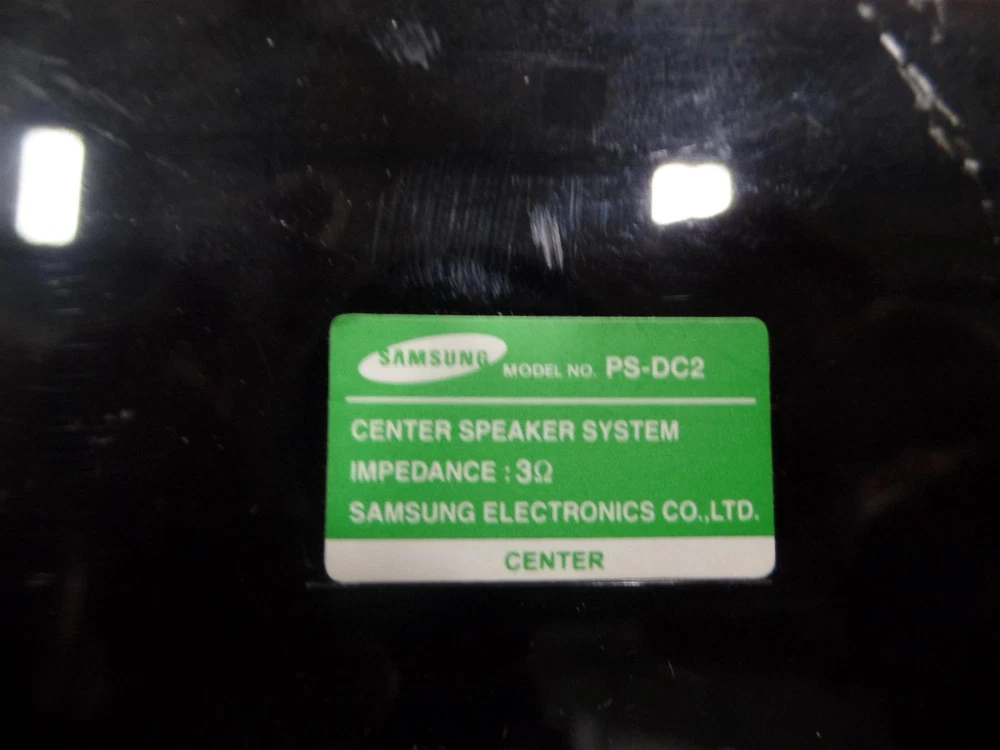 SAMSUNG MODEL NO. PS-DC2
CENTER SPEAKER SYSTEM
IMPEDANCE : 3Ω
SAMSUNG ELECTRONICS CO.,LTD.
CENTER